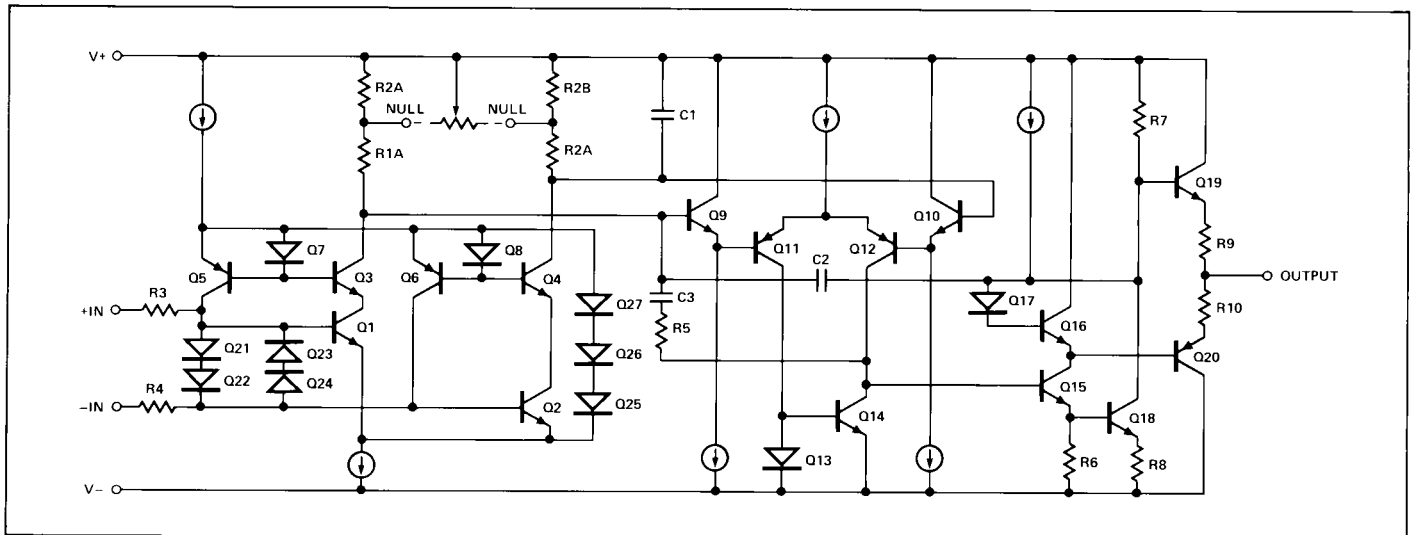 V+
R2A
R2B
NULL
NULL
C1
R7
R1A
R2A
Q19
Q9
Q10
Q7
Q8
Q11
Q12
R9
Q5
Q3
Q6
Q4
OUTPUT
C2
Q17
R3
+IN
C3
Q27
R10
Q1
Q16
R5
Q21
Q23
Q26
Q20
Q22
Q24
Q15
R4
Q25
-IN
Q2
Q14
Q18
Q13
R6
R8
V-